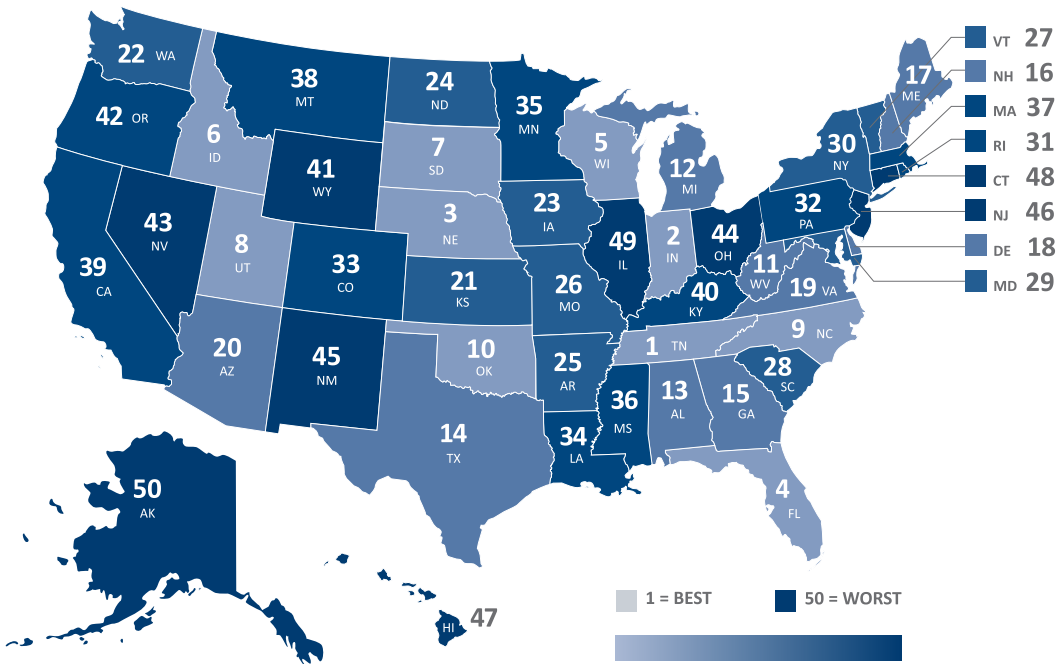 22 WA
38
MT
24
ND
35
MN
17
ME
VT 27
NH 16
MA 37
RI 31
CT 48
NJ 46
DE 18
MD 29
42 OR
6
ID
7
SD
5
WI
12
MI
30
NY
41
WY
3
NE
23
IA
32
PA
43
NV
8
UT
39
CA
33
CO
21
KS
26
MO
49
IL
2
IN
44
OH
11
WV
19 VA
40
KY
20
AZ
45
NM
10
OK
25
AR
1 TN
9 NC
28
SC
14
TX
34
LA
36
MS
13
AL
15
GA
4
FL
50
AK
HI 47
1 = BEST
50 = WORST